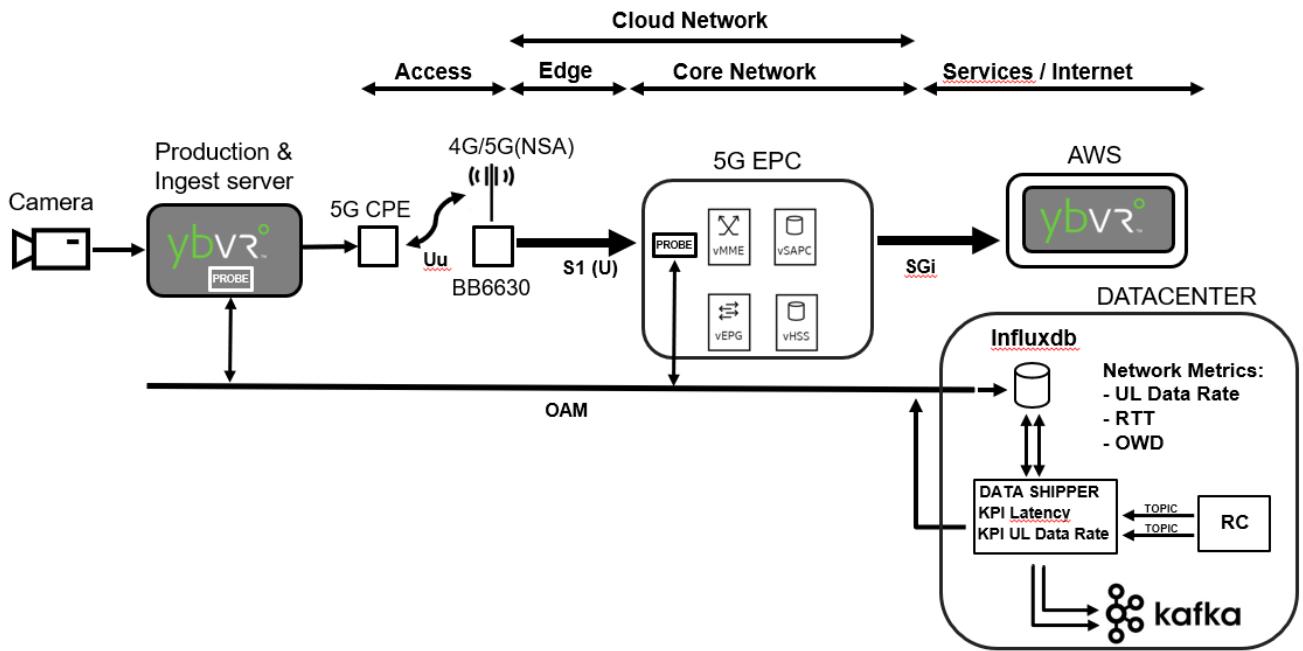 Cloud Network
Access
Edge
Core Network
Services / Internet
Camera
Production &
Ingest server
ybVR°
PROBE
5G CPE
Uu
4G/5G(NSA)
BB6630
S1 (U)
5G EPC
PROBE
vMME
vSAPC
vEPG
vHSS
SGi
AWS
ybVR°
OAM
DATACENTER
Influxdb
Network Metrics:
- UL Data Rate
- RTT
- OWD
DATA SHIPPER
KPI Latency
KPI UL Data Rate
TOPIC
TOPIC
RC
kafka